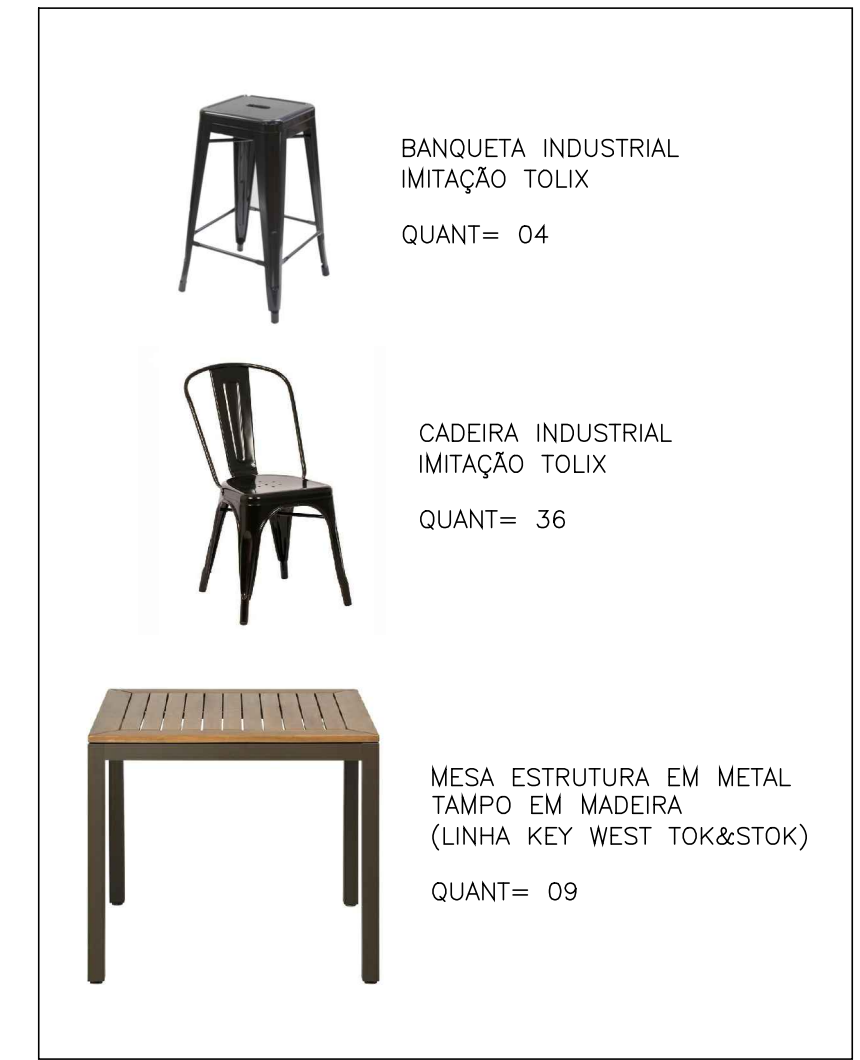 BANQUETA INDUSTRIAL
IMITAÇÃO TOLIX
QUANT= 04
CADEIRA INDUSTRIAL
IMITAÇÃO TOLIX
QUANT= 36
MESA ESTRUTURA EM METAL
TAMPO EM MADEIRA
(LINHA KEY WEST TOK&STOK)
QUANT= 09